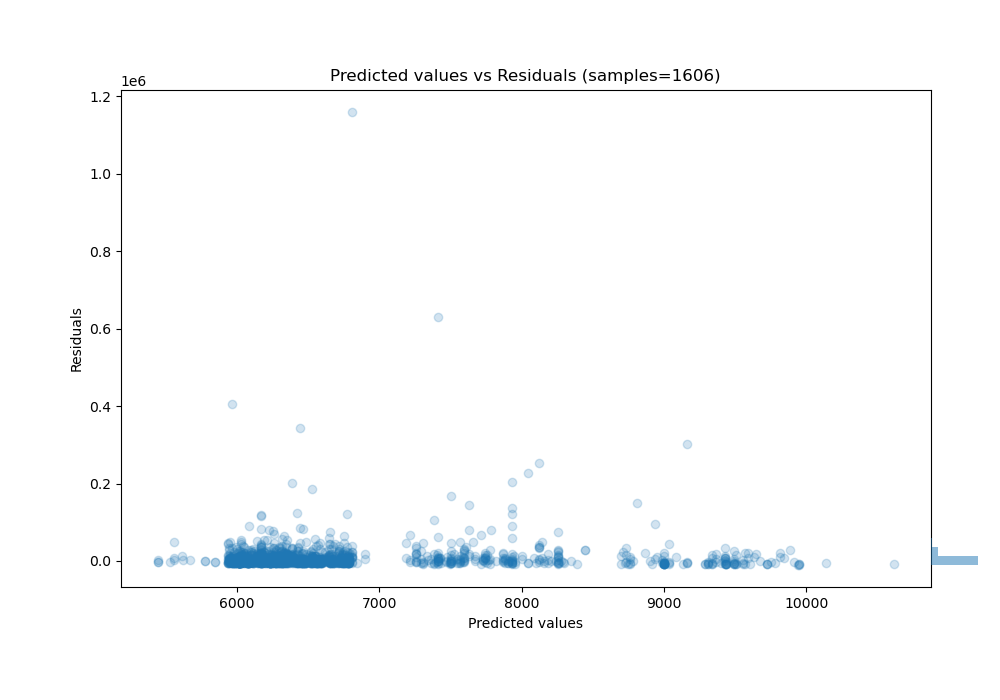 Predicted values vs Residuals (samples=1606)
1e6
1.2
1.0
0.8
0.6
0.4
0.2
0.0
Residuals
6000 7000 8000 9000 10000
Predicted values